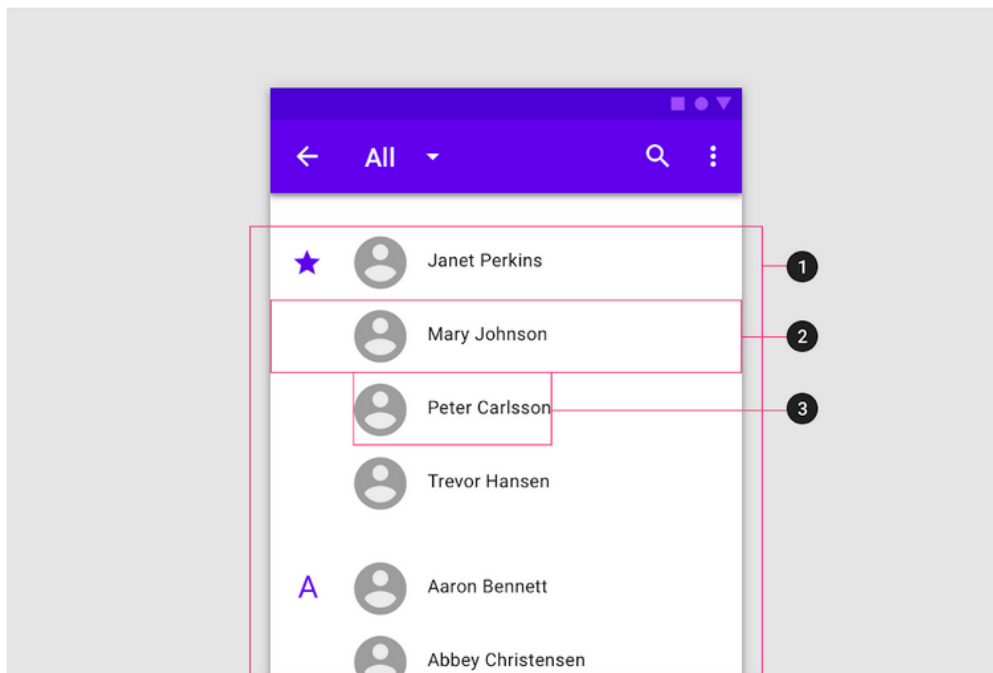 All
Janet Perkins
1
Mary Johnson
2
Peter Carlsson
3
Trevor Hansen
A
Aaron Bennett
Abbey Christensen